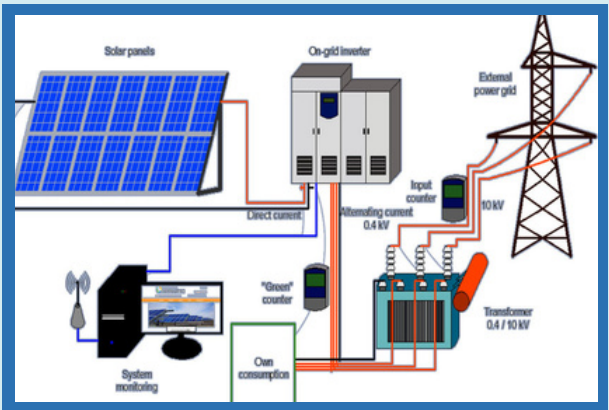 Solar panels
On-grid inverter
External
power grid
Input
counter
10 kV
Direct current
Alternating current
0.4 kV
"Green"
counter
Transformer
0.4 / 10 kV
Own
consumption
System
monitoring